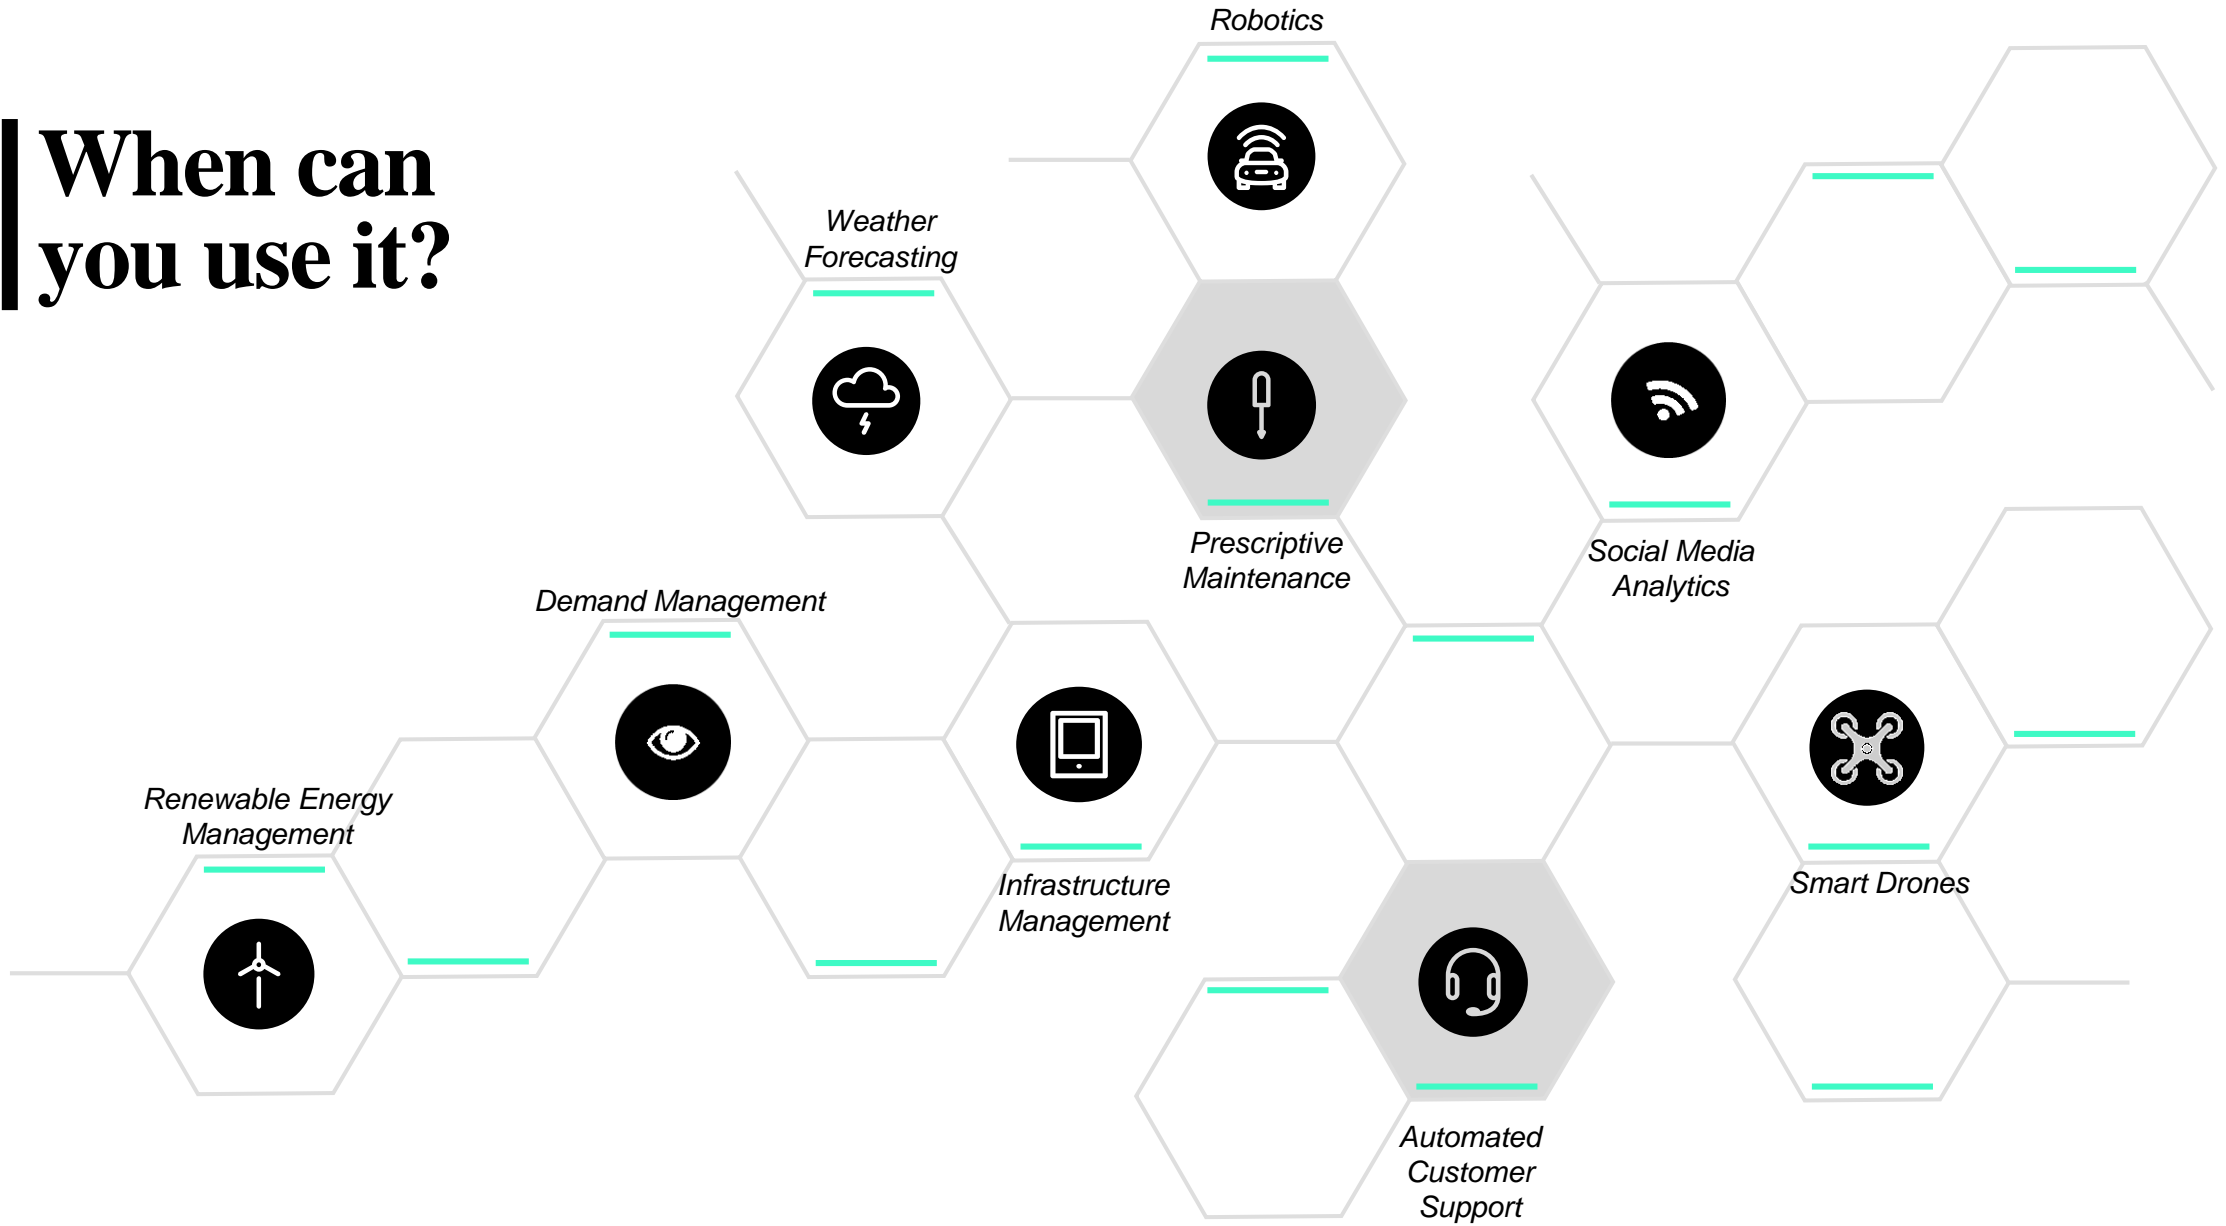 When can
you use it?
Robotics
Weather
Forecasting
Prescriptive
Maintenance
Social Media
Analytics
Demand Management
Renewable Energy
Management
Infrastructure
Management
Smart Drones
Automated
Customer
Support